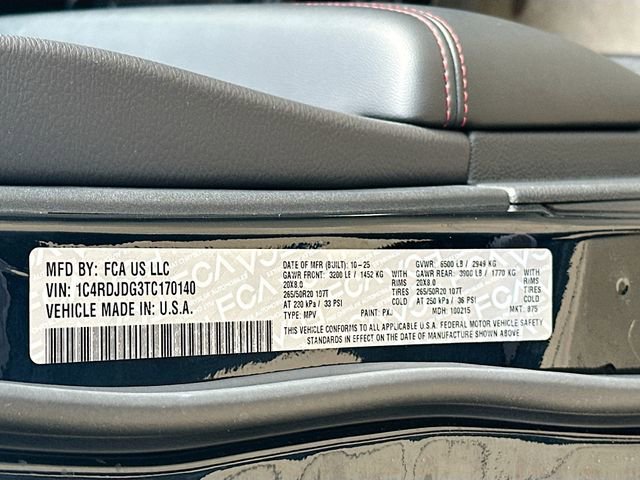 MFD BY: FCA US LLC
VIN: 1C4RDJDG3TC170140
VEHICLE MADE IN: U.S.A.
DATE OF MFR (BUILT): 10-25
GAWR FRONT: 3200 LB / 1452 KG WITH
20X8.0 RIMS
265/50R20 107T TIRES
AT 230 kPa / 33 PSI
TYPE: MPV PAINT: PXJ
GVWR: 6500 LB / 2949 KG
GAWR REAR: 3900 LB / 1770 KG WITH
20X8.0 RIMS
265/50R20 107T TIRES
AT 250 kPa / 36 PSI
MDH: 100215 MKT: 875
THIS VEHICLE CONFORMS TO ALL APPLICABLE U.S.A. FEDERAL MOTOR VEHICLE SAFETY
STANDARDS IN EFFECT ON THE DATE OF MANUFACTURE SHOWN ABOVE